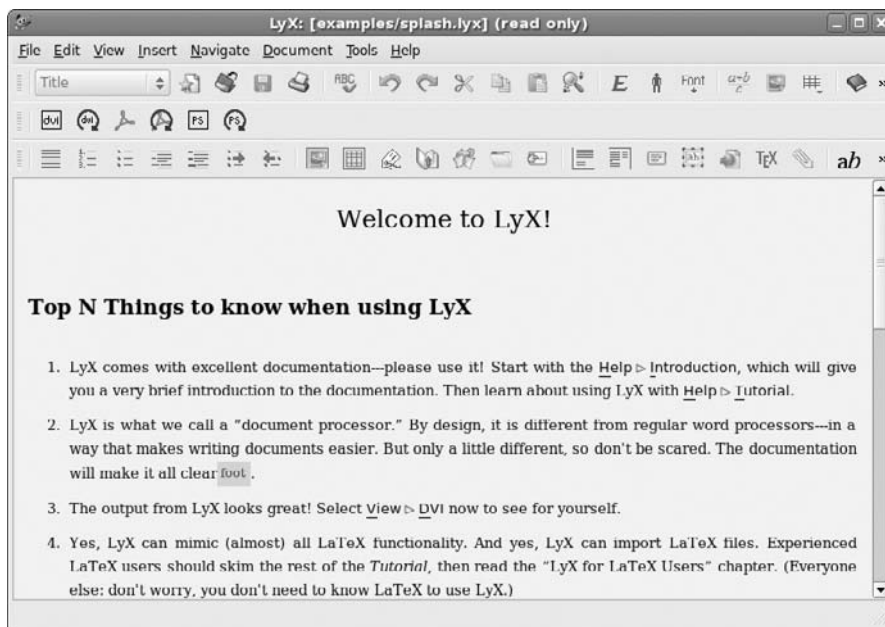 LyX: [examples/splash.lyx] (read only)
File Edit View Insert Navigate Document Tools Help
Title ABC E Font a+b c »
dvi dvi PS PS
TEX ab »
Welcome to LyX!
Top N Things to know when using LyX
1. LyX comes with excellent documentation---please use it! Start with the Help ▹ Introduction, which will give
you a very brief introduction to the documentation. Then learn about using LyX with Help ▹ Tutorial.
2. LyX is what we call a "document processor." By design, it is different from regular word processors---in a
way that makes writing documents easier. But only a little different, so don't be scared. The documentation
will make it all clear foot .
3. The output from LyX looks great! Select View ▹ DVI now to see for yourself.
4. Yes, LyX can mimic (almost) all LaTeX functionality. And yes, LyX can import LaTeX files. Experienced
LaTeX users should skim the rest of the Tutorial, then read the "LyX for LaTeX Users" chapter. (Everyone
else: don't worry, you don't need to know LaTeX to use LyX.)